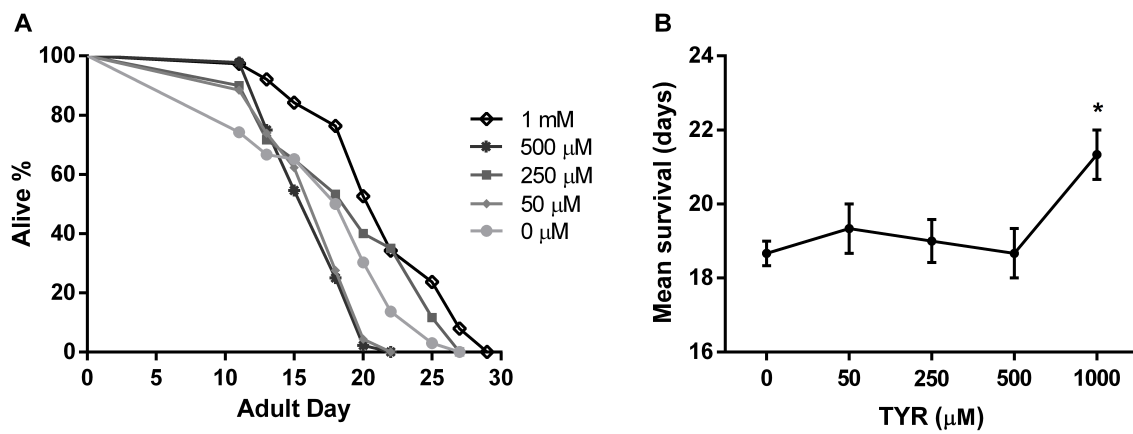 A
100
80
60
40
20
0
Alive %
0 5 10 15 20 25 30
Adult Day
1 mM
500 μM
250 μM
50 μM
0 μM
B
24
22
20
18
16
Mean survival (days)
*
0 50 250 500 1000
TYR (μM)